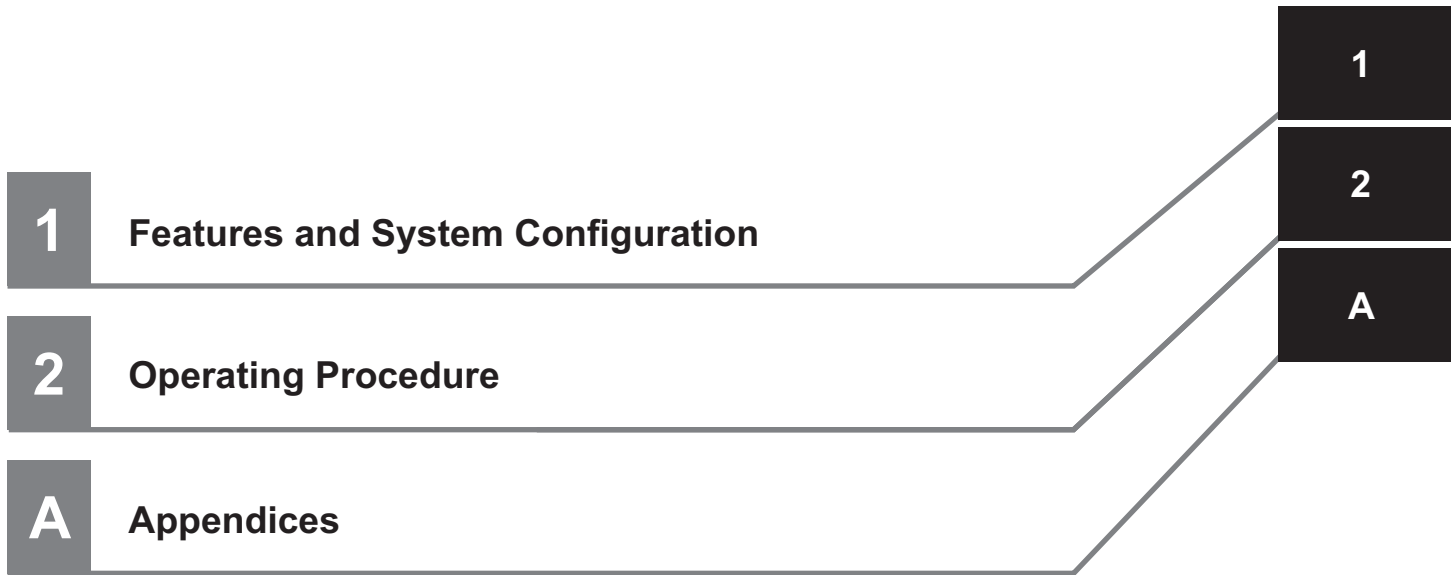 1 Features and System Configuration
2 Operating Procedure
A Appendices
1
2
A